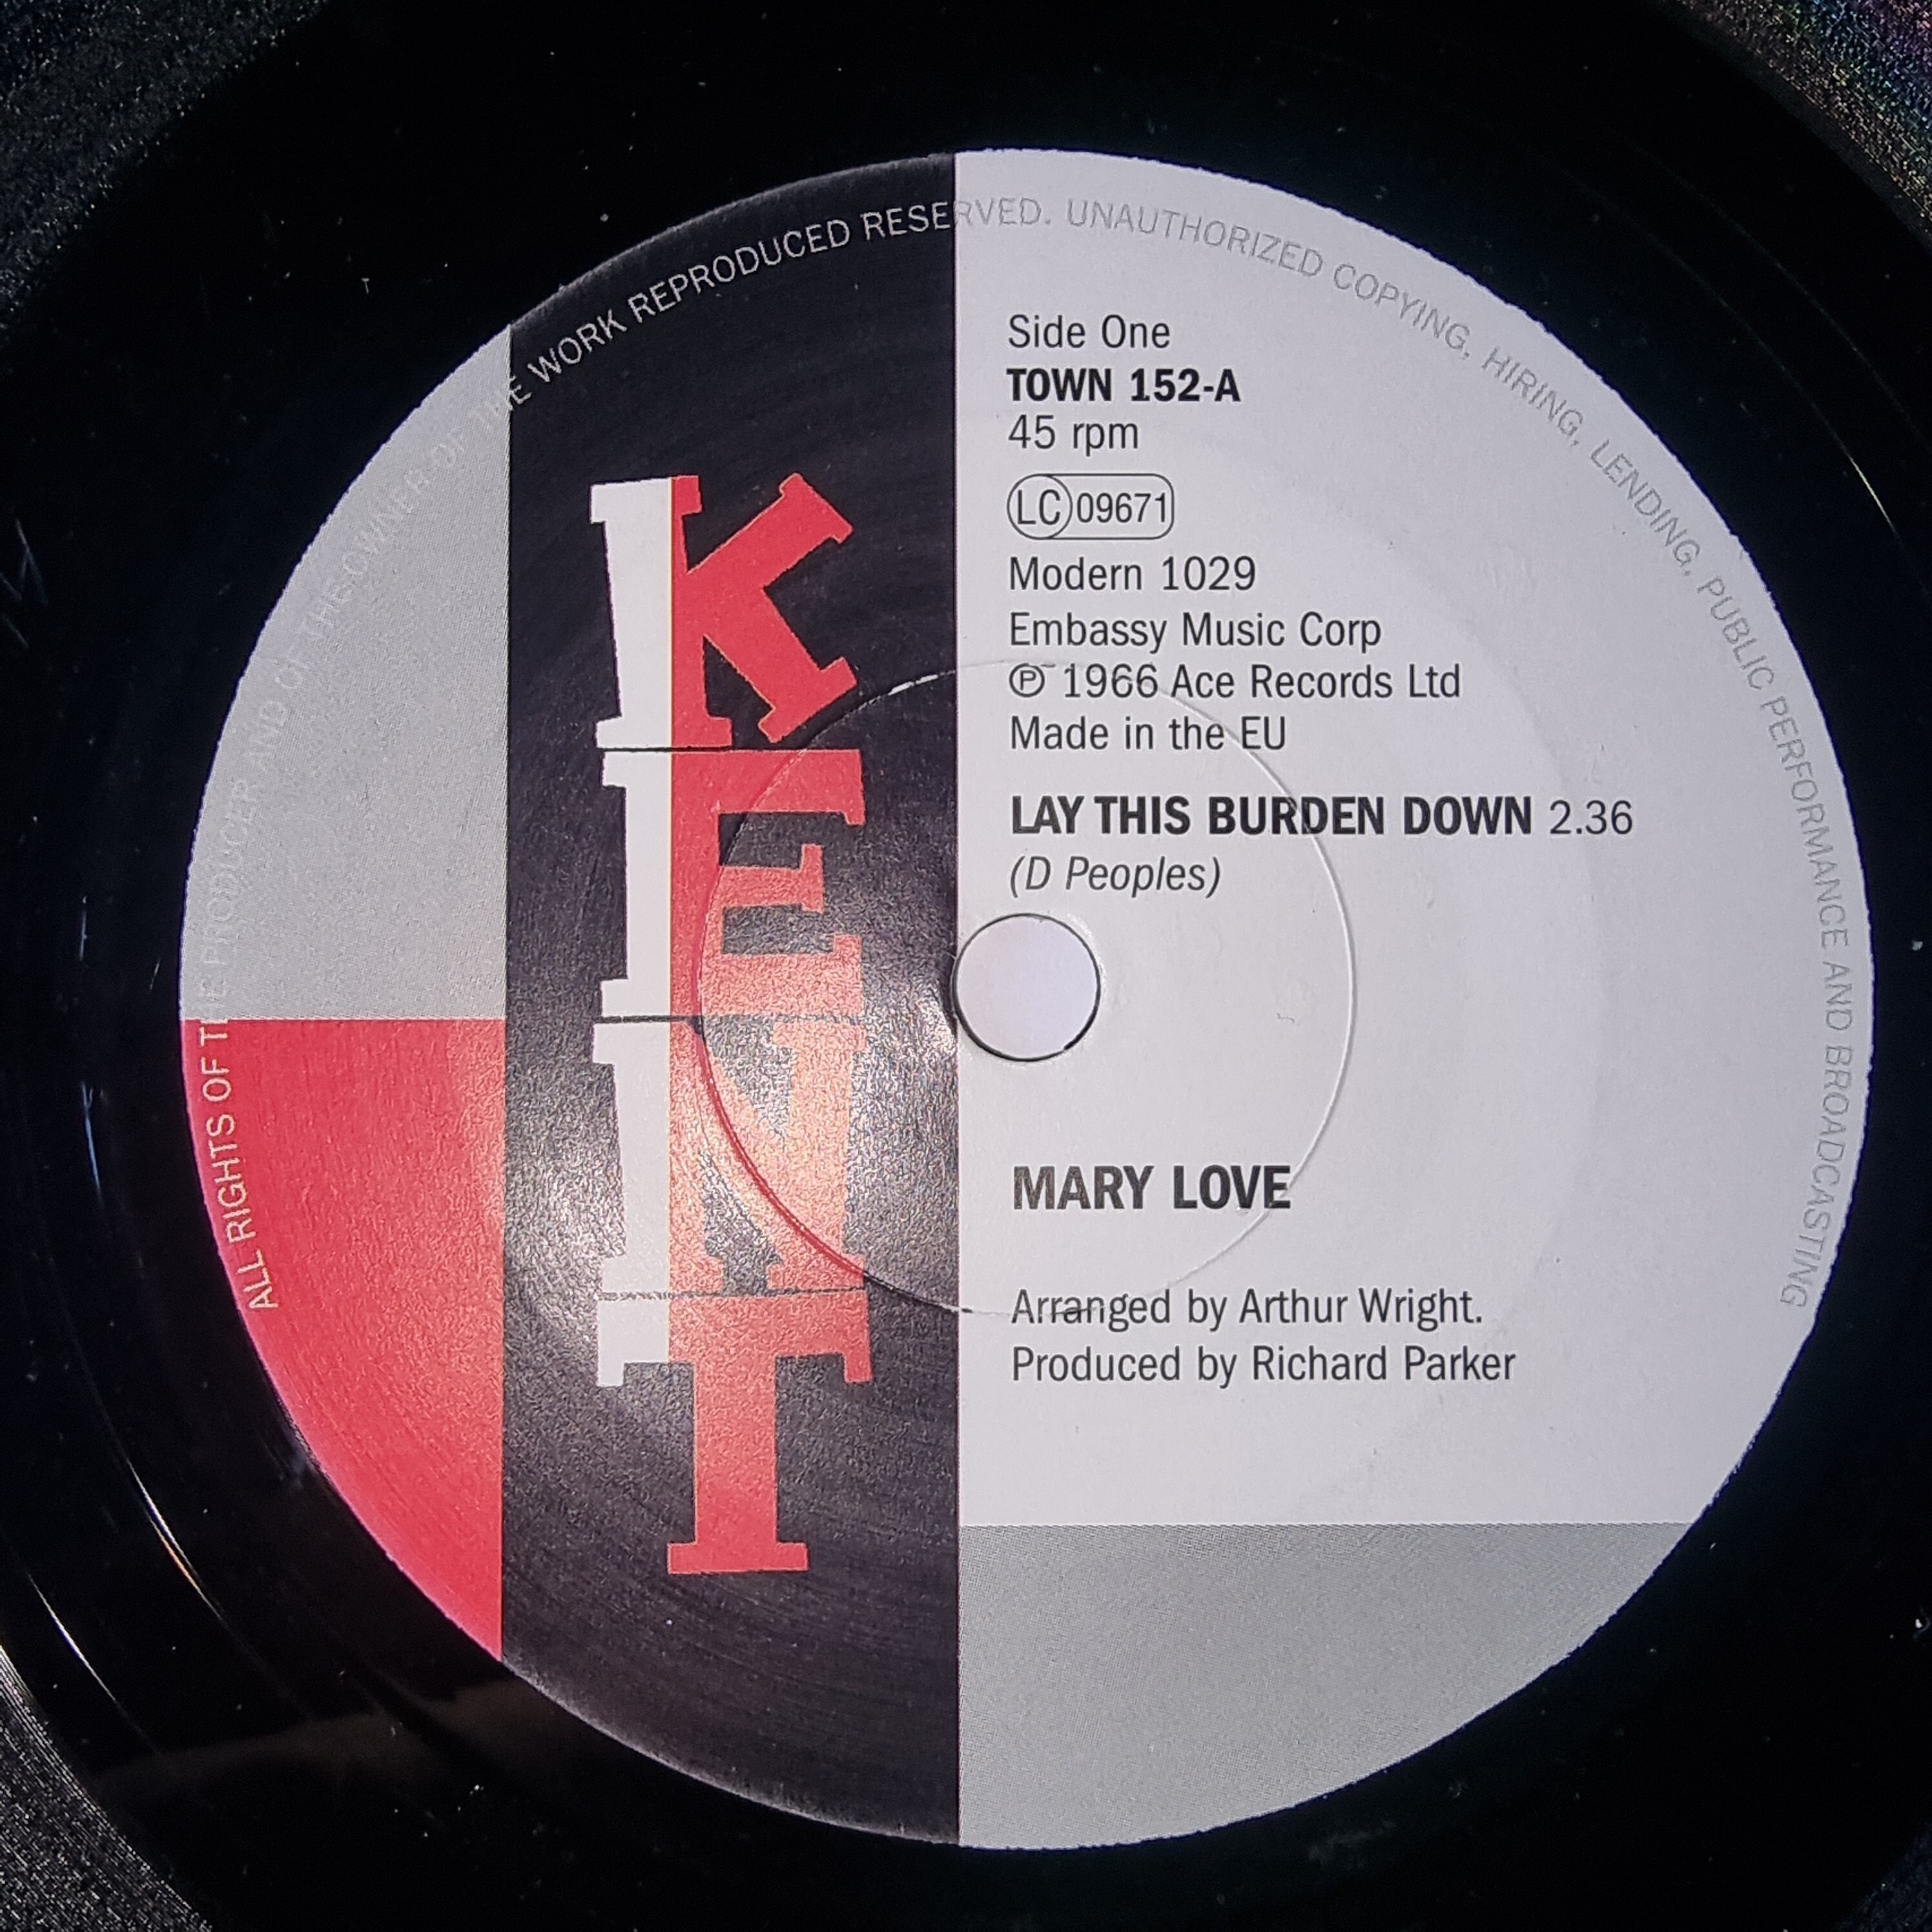 ALL RIGHTS OF THE PRODUCER AND OF THE OWNER OF THE WORK REPRODUCED RESERVED. UNAUTHORIZED COPYING, HIRING, LENDING, PUBLIC PERFORMANCE AND BROADCASTING
KENT
Side One
TOWN 152-A
45 rpm
LC 09671
Modern 1029
Embassy Music Corp
℗ 1966 Ace Records Ltd
Made in the EU
LAY THIS BURDEN DOWN 2.36
(D Peoples)
MARY LOVE
Arranged by Arthur Wright.
Produced by Richard Parker